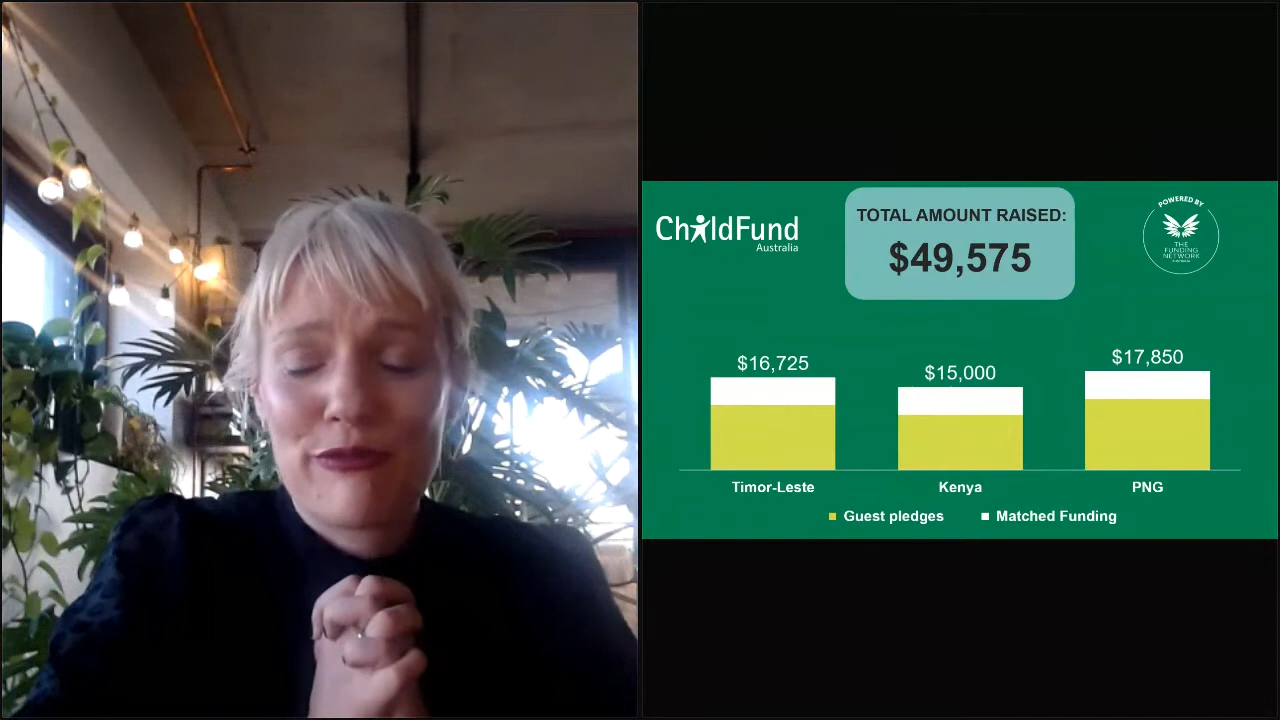 ChildFund
Australia
TOTAL AMOUNT RAISED:
$49,575
POWERED BY
THE
FUNDING
NETWORK
AUSTRALIA
$16,725
$15,000
$17,850
Timor-Leste
Kenya
PNG
Guest pledges
Matched Funding